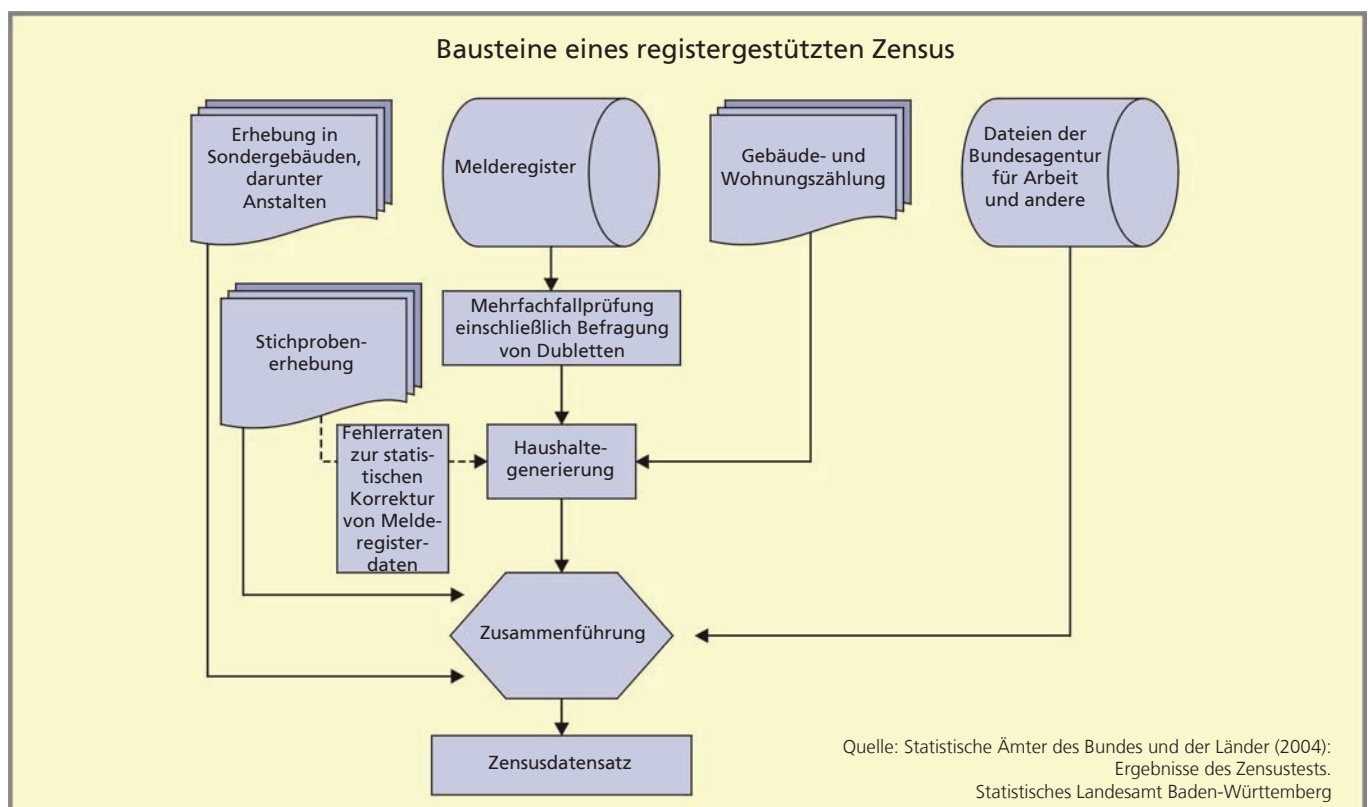 Bausteine eines registergestützten Zensus
Erhebung in
Sondergebäuden,
darunter
Anstalten
Melderegister
Gebäude- und
Wohnungszählung
Dateien der
Bundesagentur
für Arbeit
und andere
Mehrfachfallprüfung
einschließlich Befragung
von Dubletten
Stichproben-
erhebung
Fehlerraten
zur statis-
tischen
Korrektur
von Melde-
register-
daten
Haushalte-
generierung
Zusammenführung
Zensusdatensatz
Quelle: Statistische Ämter des Bundes und der Länder (2004):
Ergebnisse des Zensustests.
Statistisches Landesamt Baden-Württemberg